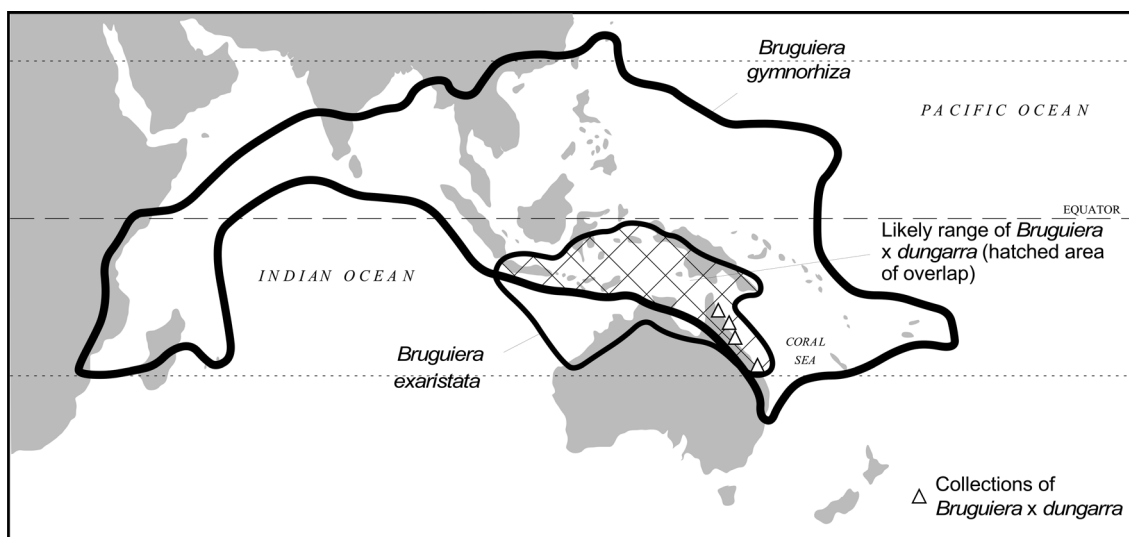 Bruguiera
gymnorhiza
PACIFIC OCEAN
EQUATOR
Likely range of Bruguiera
x dungarra (hatched area
of overlap)
INDIAN OCEAN
Bruguiera
exaristata
CORAL
SEA
Collections of
Bruguiera x dungarra